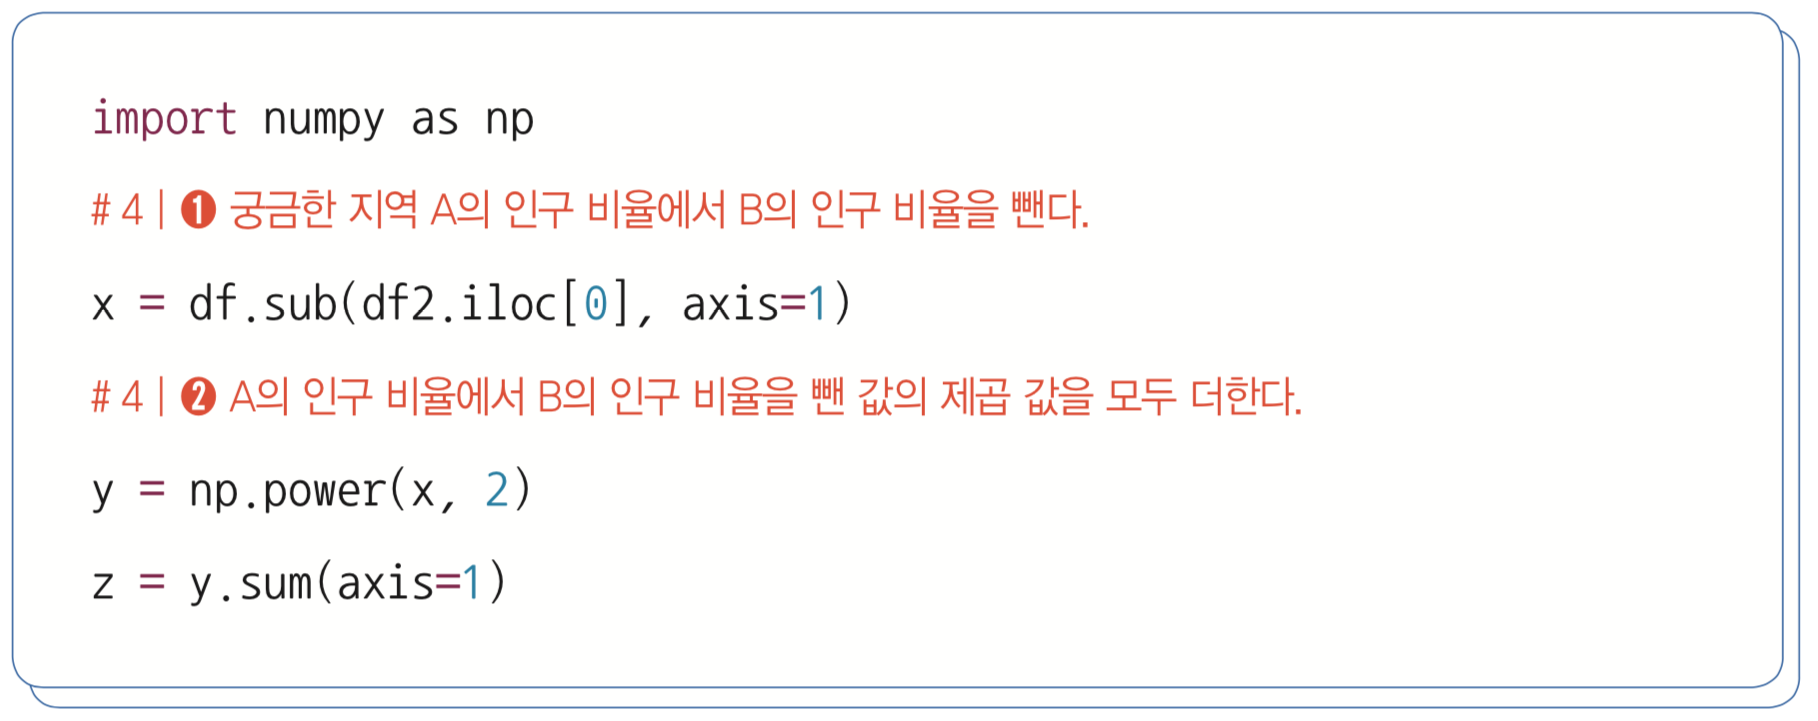 import numpy as np
# 4 | ❶ 궁금한 지역 A의 인구 비율에서 B의 인구 비율을 뺀다.
x = df.sub(df2.iloc[0], axis=1)
# 4 | ❷ A의 인구 비율에서 B의 인구 비율을 뺀 값의 제곱 값을 모두 더한다.
y = np.power(x, 2)
z = y.sum(axis=1)